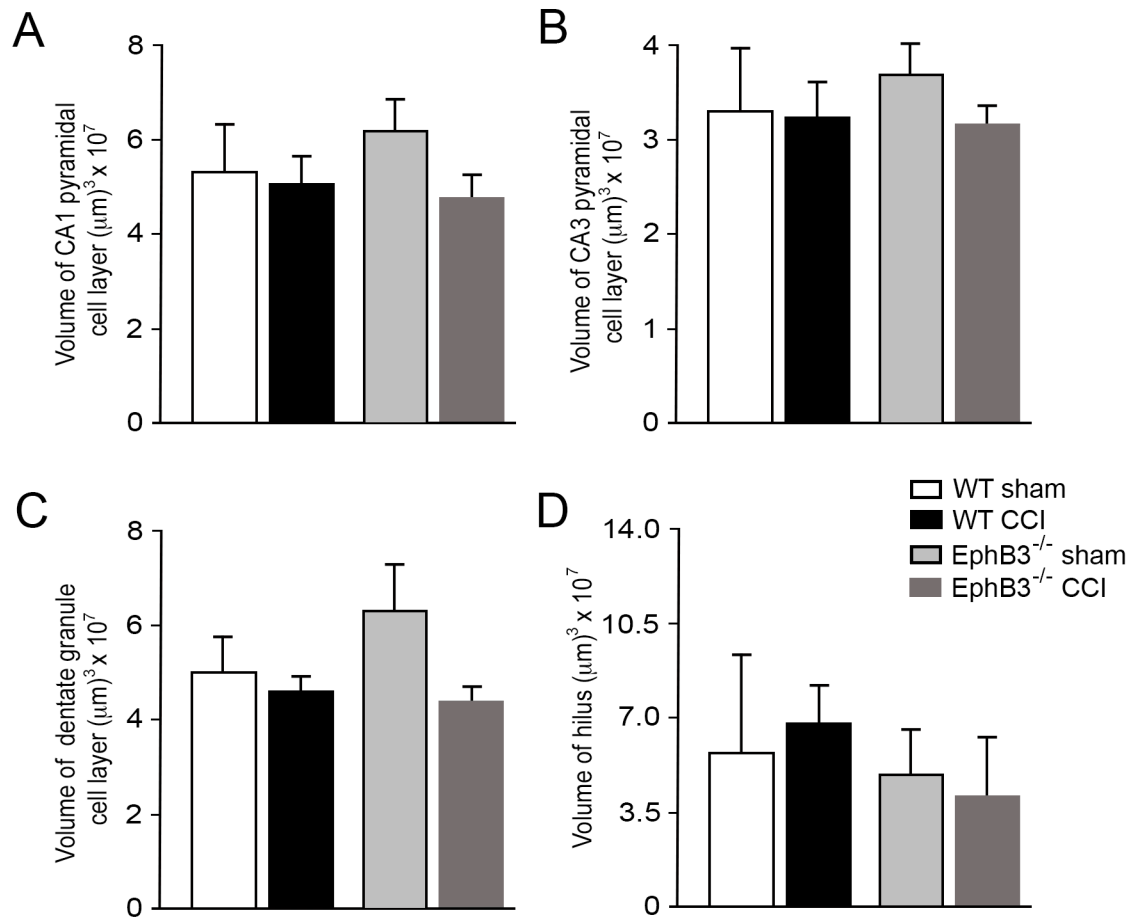 A
8
6
4
2
0
Volume of CA1 pyramidal
cell layer (μm)³ x 10⁷
B
4
3
2
1
0
Volume of CA3 pyramidal
cell layer (μm)³ x 10⁷
C
8
6
4
2
0
Volume of dentate granule
cell layer (μm)³ x 10⁷
D
14.0
10.5
7.0
3.5
0
Volume of hilus (μm)³ x 10⁷
WT sham
WT CCI
EphB3⁻/⁻ sham
EphB3⁻/⁻ CCI